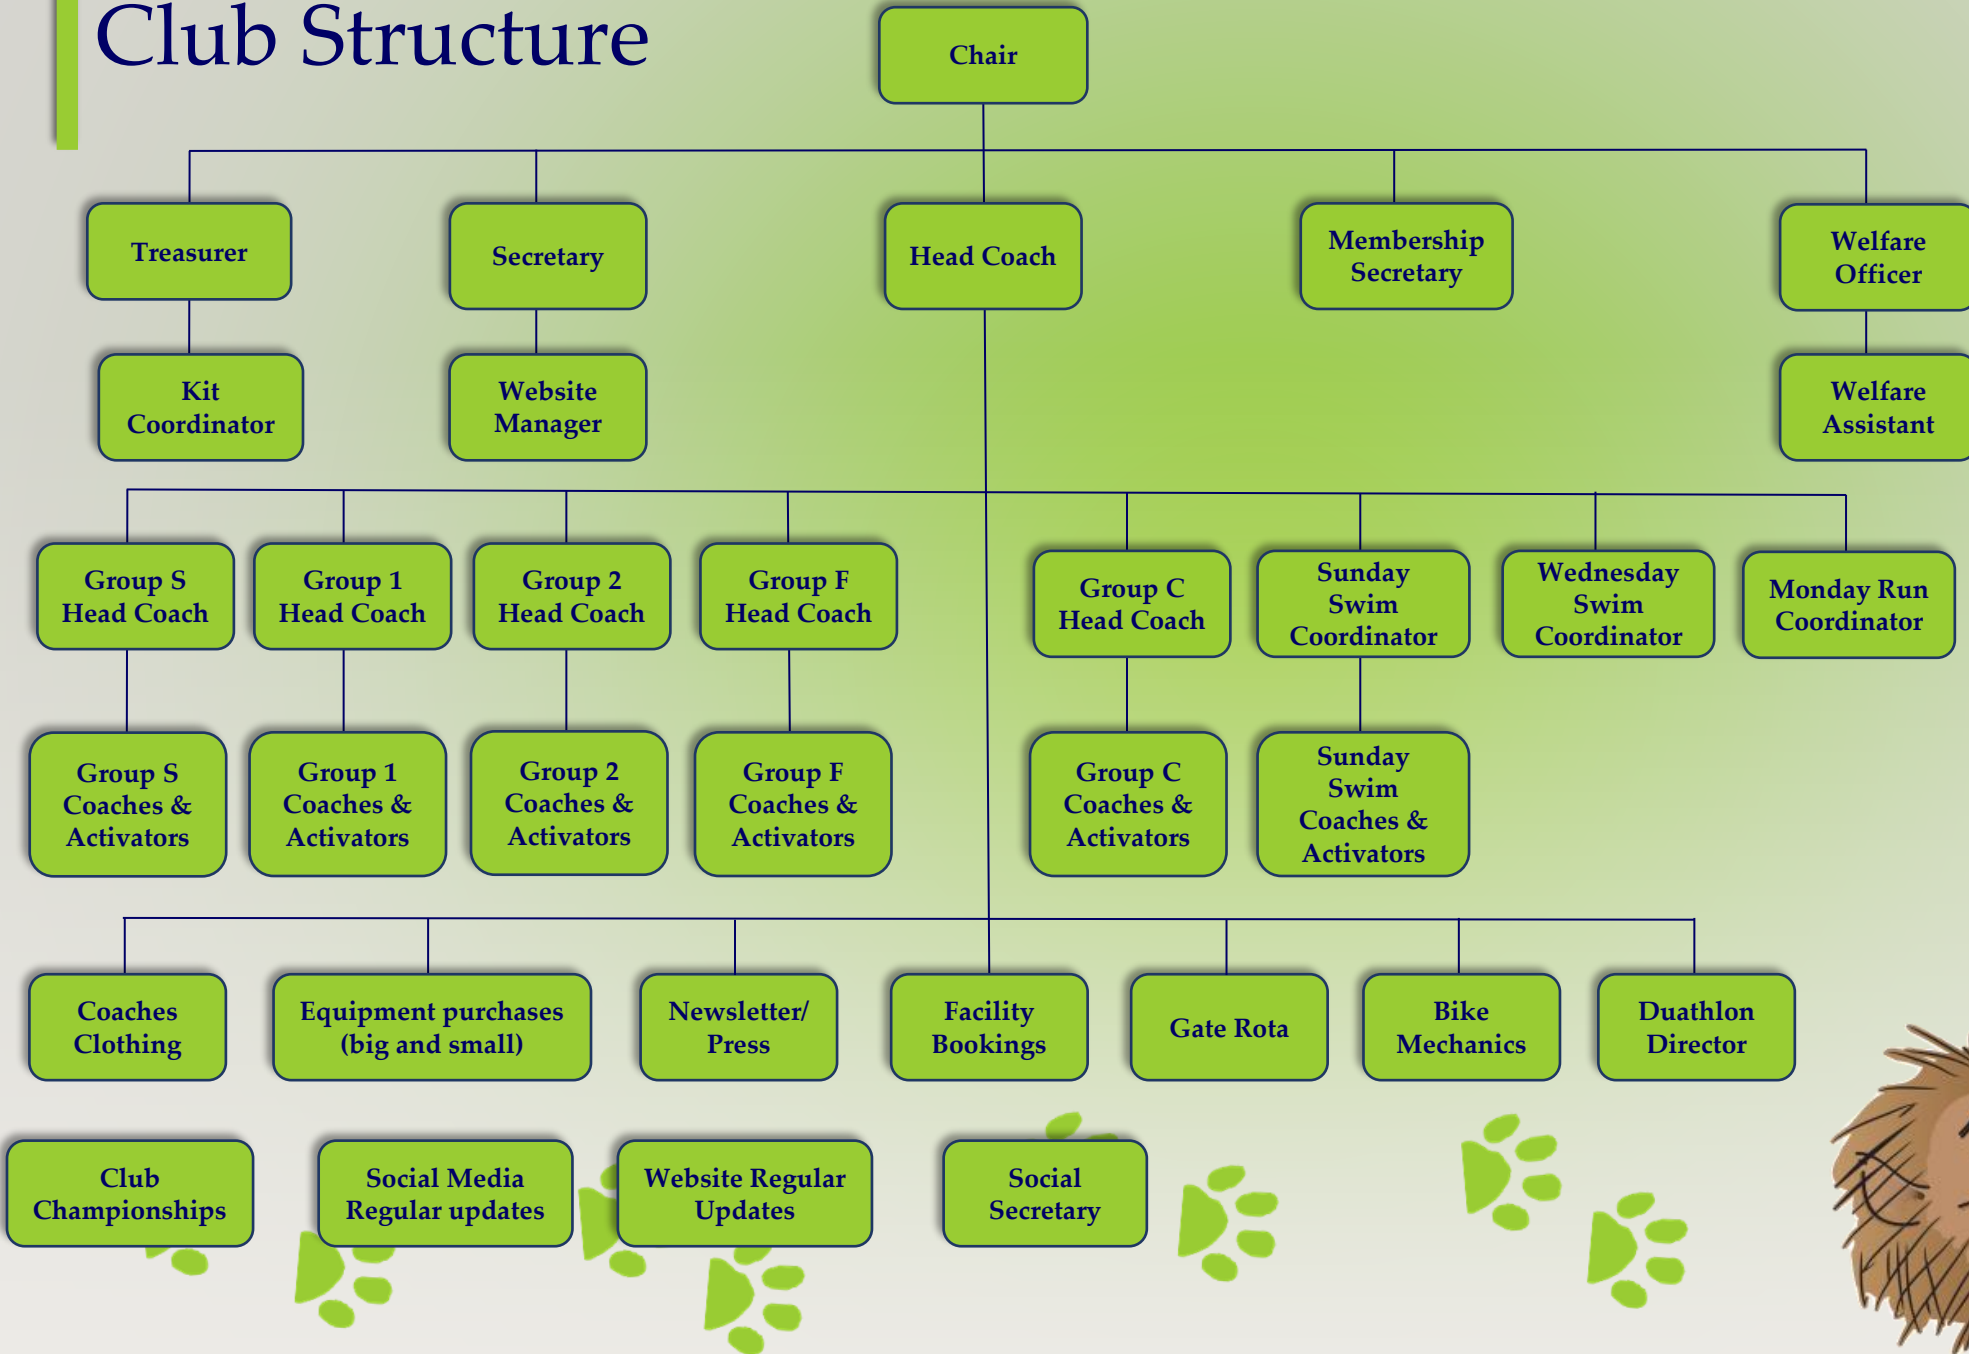 Club Structure
Chair
Treasurer
Secretary
Head Coach
Membership
Secretary
Welfare
Officer
Kit
Coordinator
Website
Manager
Welfare
Assistant
Group S
Head Coach
Group 1
Head Coach
Group 2
Head Coach
Group F
Head Coach
Group C
Head Coach
Sunday
Swim
Coordinator
Wednesday
Swim
Coordinator
Monday Run
Coordinator
Group S
Coaches &
Activators
Group 1
Coaches &
Activators
Group 2
Coaches &
Activators
Group F
Coaches &
Activators
Group C
Coaches &
Activators
Sunday
Swim
Coaches &
Activators
Coaches
Clothing
Equipment purchases
(big and small)
Newsletter/
Press
Facility
Bookings
Gate Rota
Bike
Mechanics
Duathlon
Director
Club
Championships
Social Media
Regular updates
Website Regular
Updates
Social
Secretary